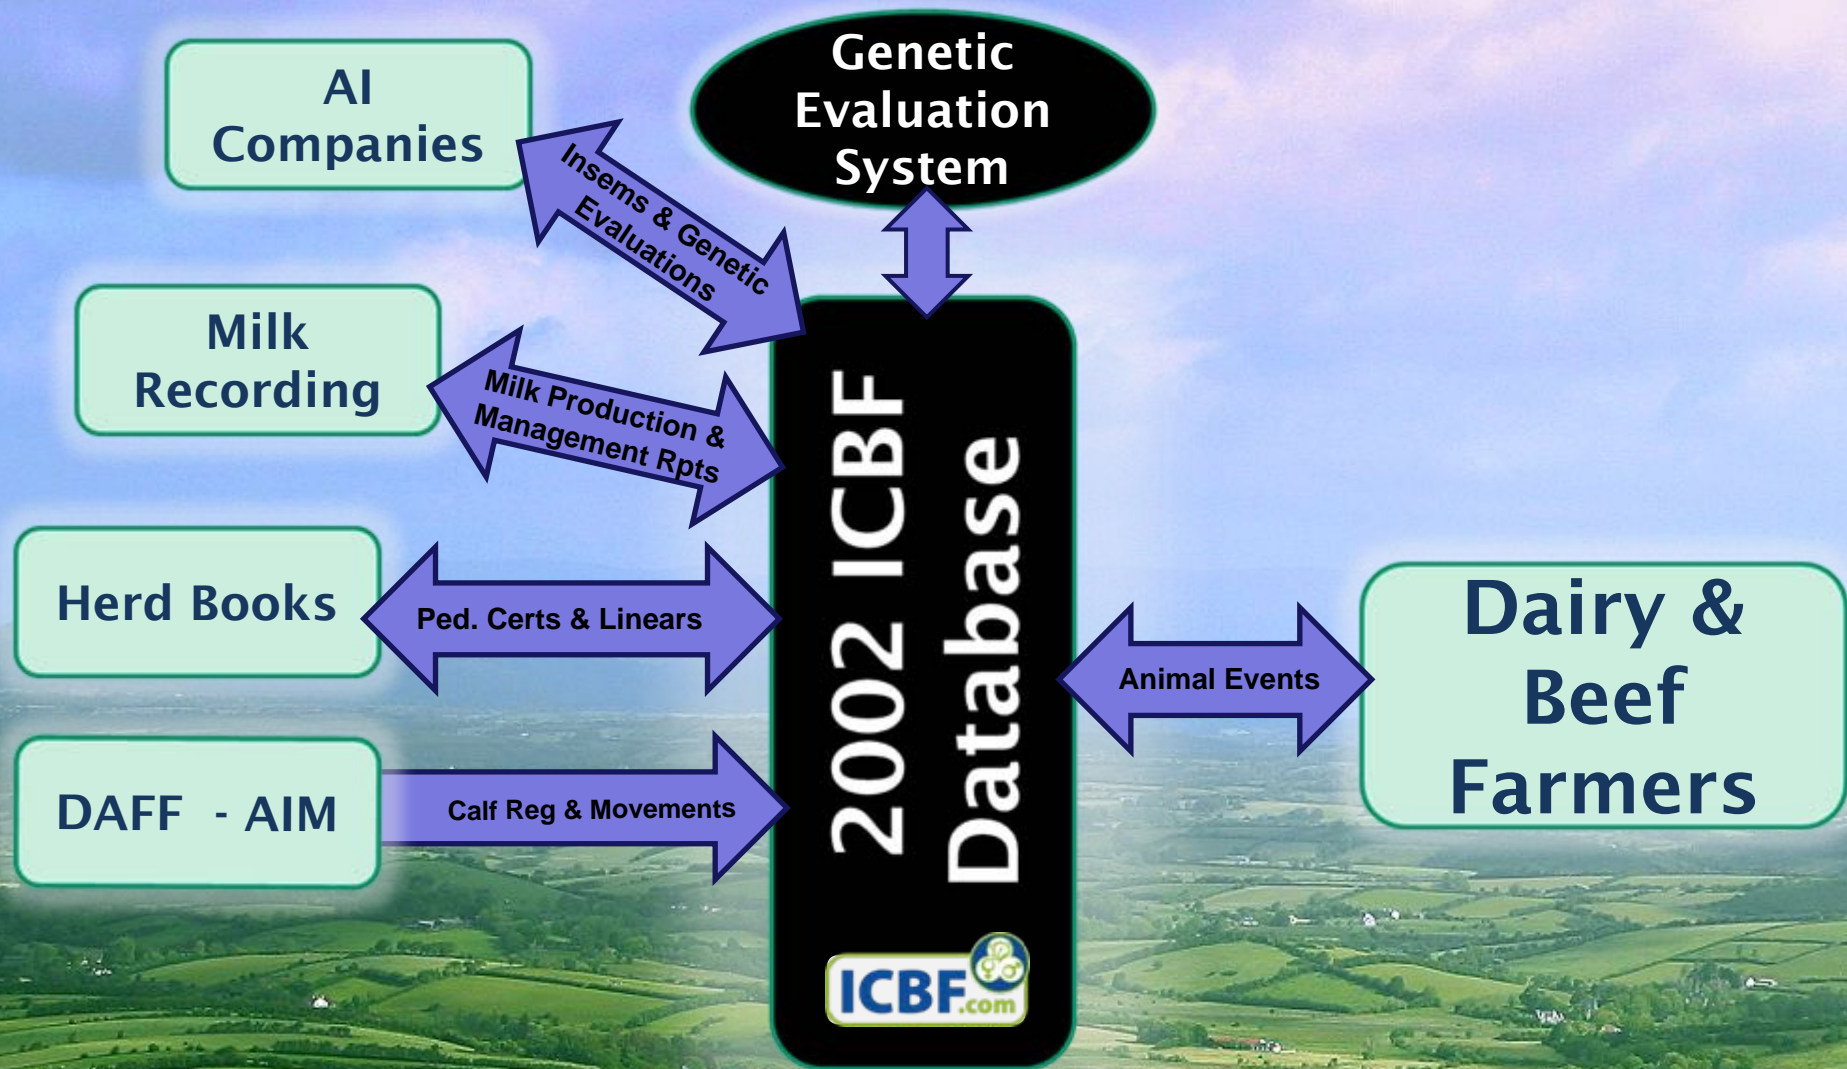 AI
Companies
Genetic
Evaluation
System
Insems & Genetic
Evaluations
Milk
Recording
Milk Production &
Management Rpts
Herd Books
Ped. Certs & Linears
DAFF - AIM
Calf Reg & Movements
2002 ICBF
Database
ICBF.com
Animal Events
Dairy &
Beef
Farmers